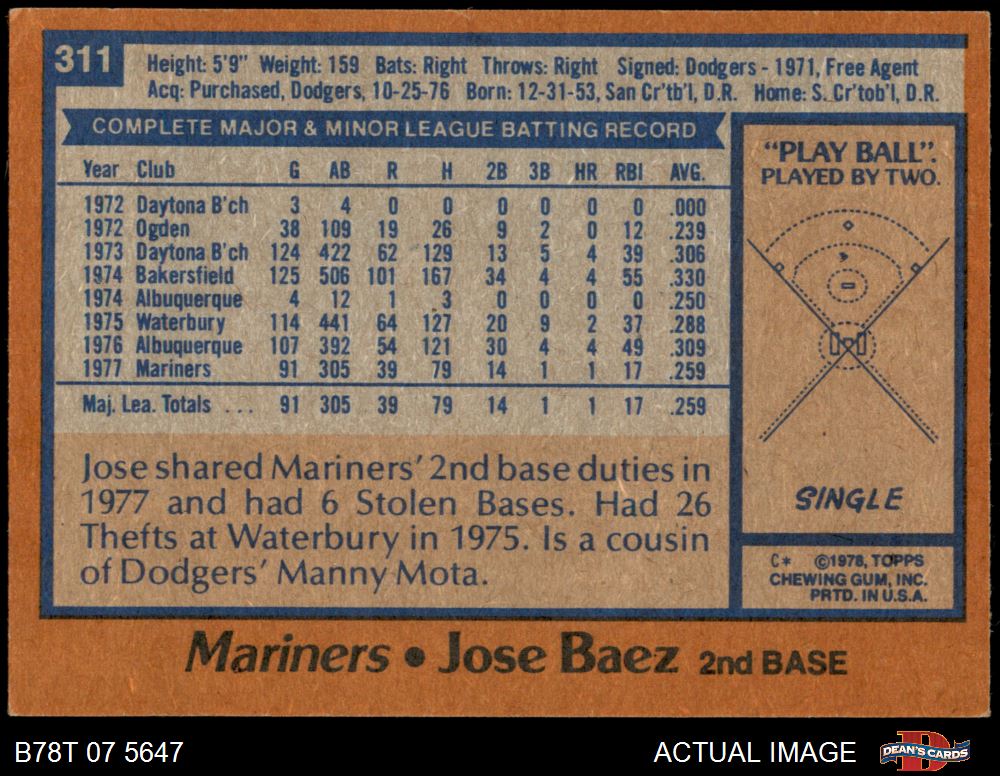 311
Height: 5'9" Weight: 159 Bats: Right Throws: Right Signed: Dodgers - 1971, Free Agent
Acq: Purchased, Dodgers, 10-25-76 Born: 12-31-53, San Cr'tb'l, D.R. Home: S. Cr'tob'l, D.R.
COMPLETE MAJOR & MINOR LEAGUE BATTING RECORD
Year Club G AB R H 2B 3B HR RBI AVG.
1972 Daytona B'ch 3 4 0 0 0 0 0 0 .000
1972 Ogden 38 109 19 26 9 2 0 12 .239
1973 Daytona B'ch 124 422 62 129 13 5 4 39 .306
1974 Bakersfield 125 506 101 167 34 4 4 55 .330
1974 Albuquerque 4 12 1 3 0 0 0 0 .250
1975 Waterbury 114 441 64 127 20 9 2 37 .288
1976 Albuquerque 107 392 54 121 30 4 4 49 .309
1977 Mariners 91 305 39 79 14 1 1 17 .259
Maj. Lea. Totals ... 91 305 39 79 14 1 1 17 .259
Jose shared Mariners' 2nd base duties in
1977 and had 6 Stolen Bases. Had 26
Thefts at Waterbury in 1975. Is a cousin
of Dodgers' Manny Mota.
"PLAY BALL".
PLAYED BY TWO.
SINGLE
C* ©1978, TOPPS
CHEWING GUM, INC.
PRTD. IN U.S.A.
Mariners • Jose Baez 2nd BASE
B78T 07 5647
ACTUAL IMAGE
DEAN'S CARDS